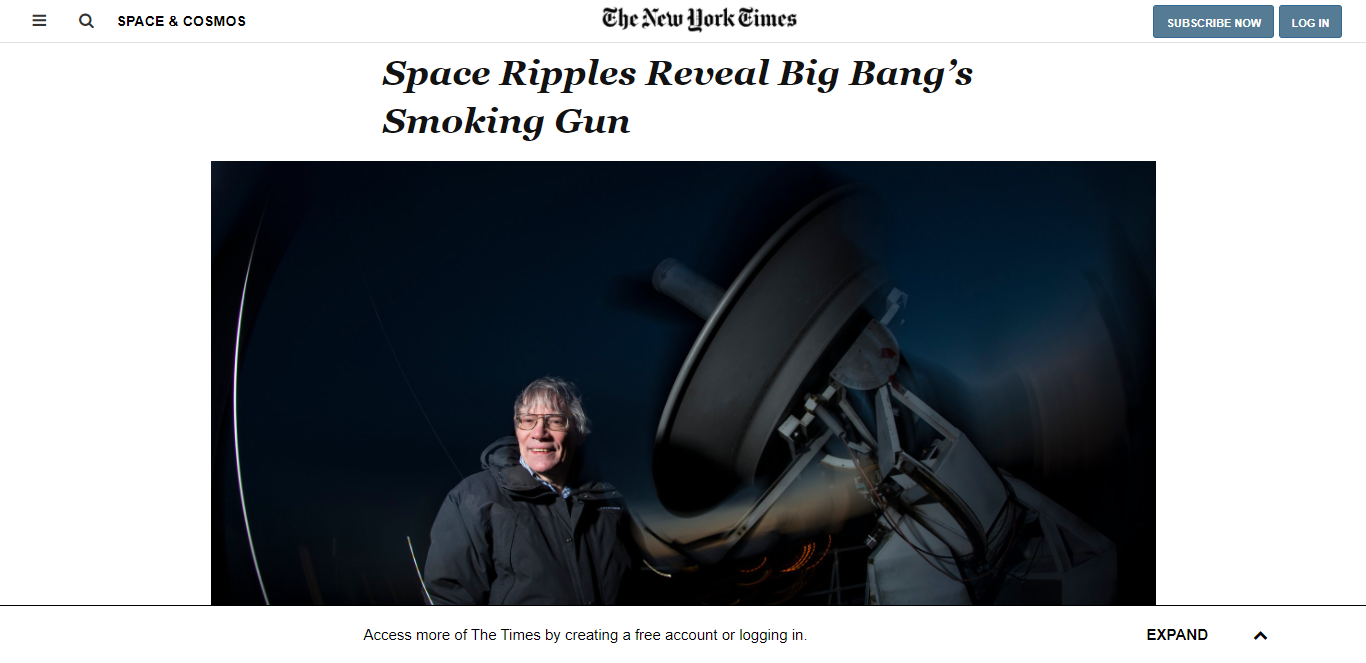 SPACE & COSMOS
The New York Times
SUBSCRIBE NOW
LOG IN
Space Ripples Reveal Big Bang’s
Smoking Gun
Access more of The Times by creating a free account or logging in.
EXPAND